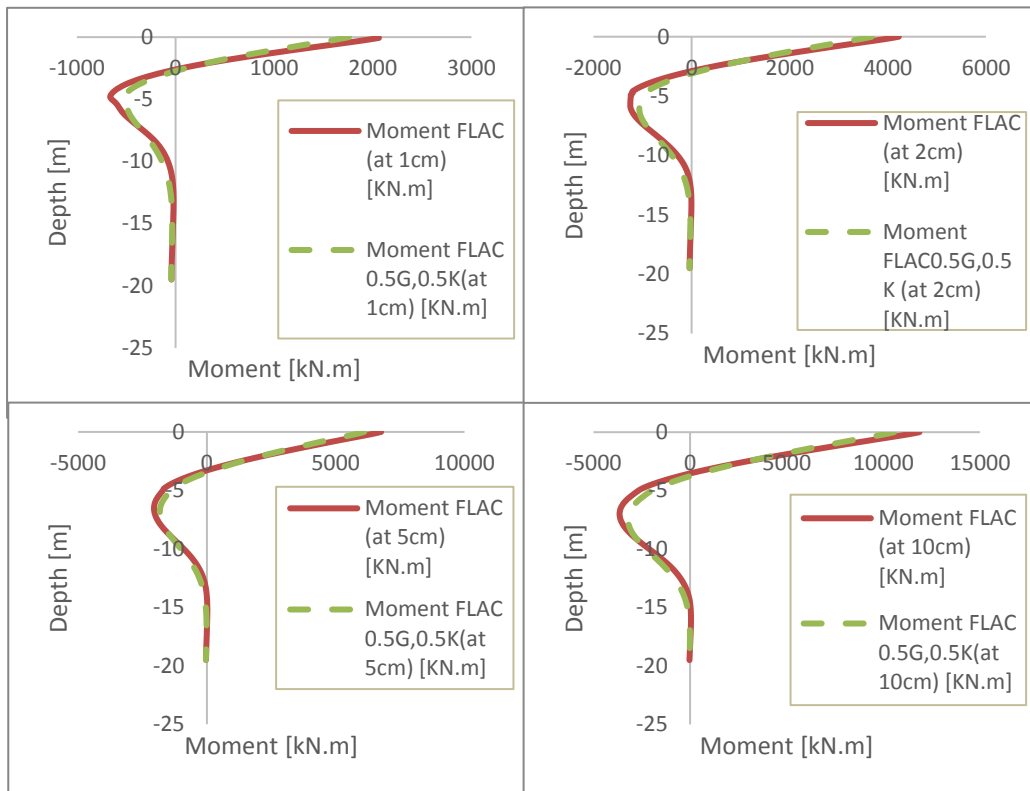 0
-5
-10
-15
-20
-25
-1000 0 1000 2000 3000
Depth [m]
Moment [kN.m]
Moment FLAC
(at 1cm)
[KN.m]
Moment FLAC
0.5G,0.5K(at
1cm) [KN.m]
0
-5
-10
-15
-20
-25
-2000 0 2000 4000 6000
Depth [m]
Moment [kN.m]
Moment FLAC
(at 2cm)
[KN.m]
Moment
FLAC0.5G,0.5
K (at 2cm)
[KN.m]
0
-5
-10
-15
-20
-25
-5000 0 5000 10000
Depth [m]
Moment [kN.m]
Moment FLAC
(at 5cm)
[KN.m]
Moment FLAC
0.5G,0.5K(at
5cm) [KN.m]
0
-5
-10
-15
-20
-25
-5000 0 5000 10000 15000
Depth [m]
Moment [kN.m]
Moment FLAC
(at 10cm)
[KN.m]
Moment FLAC
0.5G,0.5K(at
10cm) [KN.m]